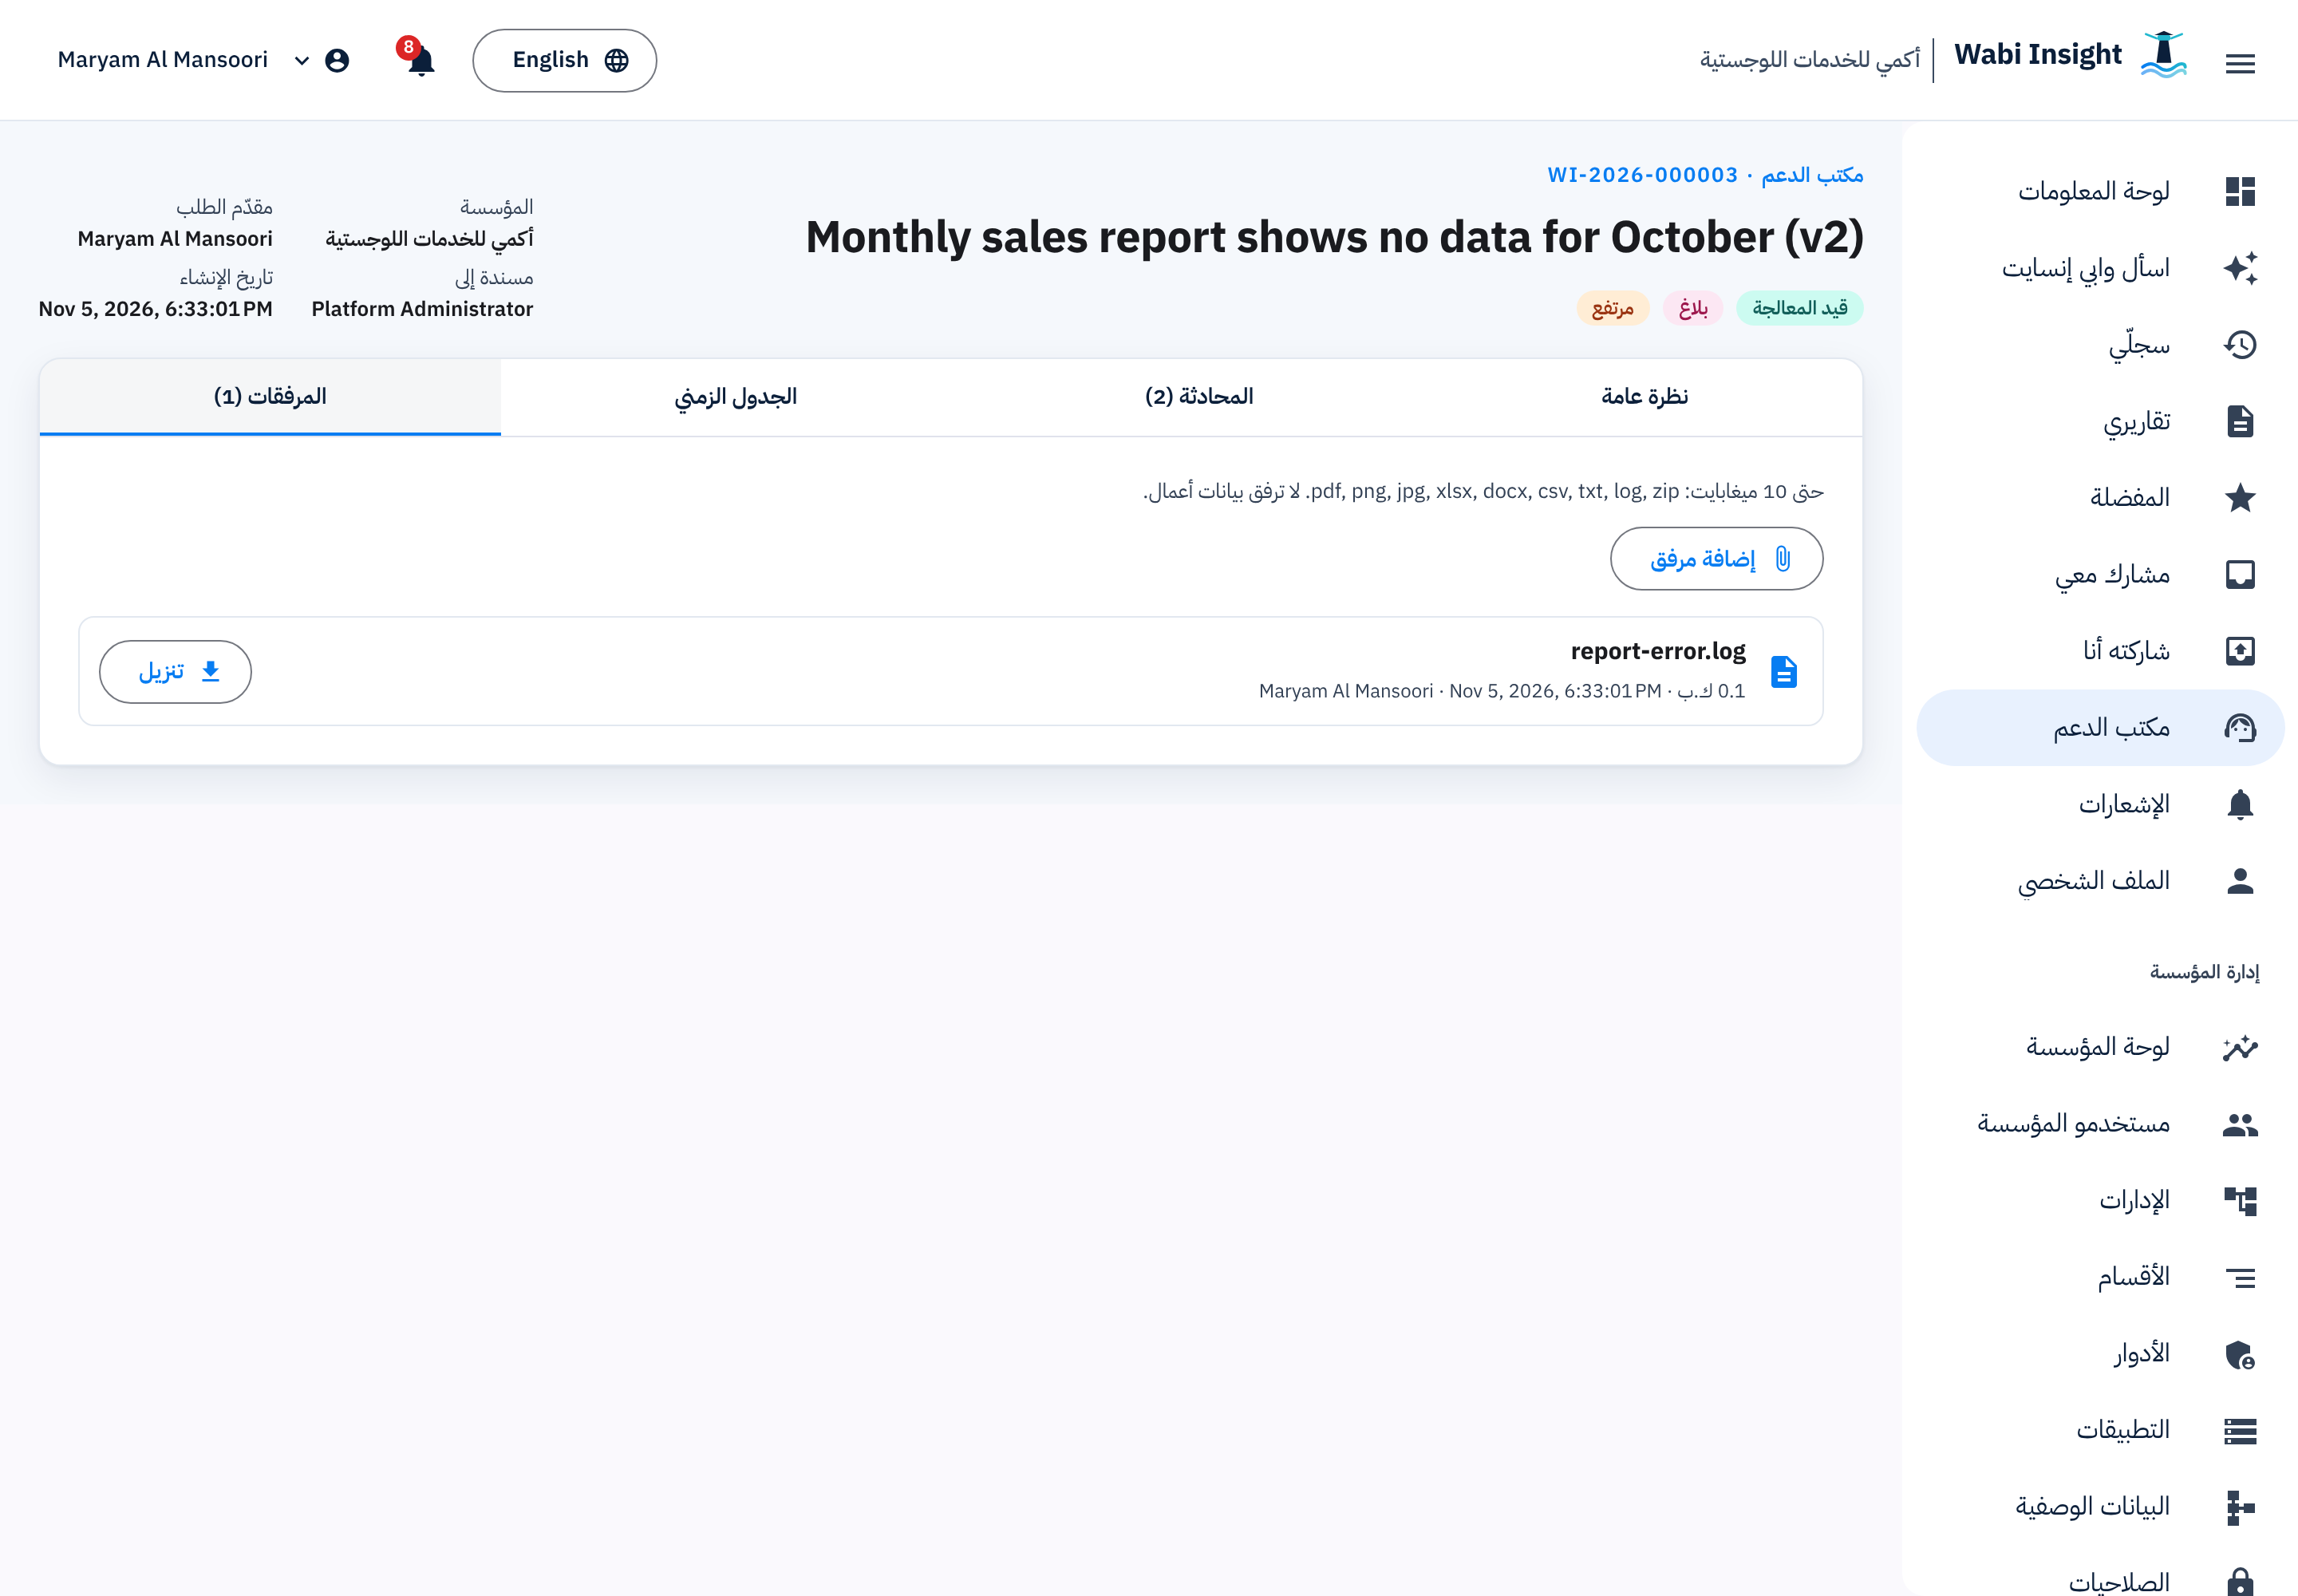 Wabi Insight
أكمي للخدمات اللوجستية
English
8
Maryam Al Mansoori
لوحة المعلومات
اسأل وابي إنسايت
سجلّي
تقاريري
المفضلة
مشارك معي
شاركته أنا
مكتب الدعم
الإشعارات
الملف الشخصي
إدارة المؤسسة
لوحة المؤسسة
مستخدمو المؤسسة
الإدارات
الأقسام
الأدوار
التطبيقات
البيانات الوصفية
الصلاحيات
مكتب الدعم · WI-2026-000003
Monthly sales report shows no data for October (v2)
قيد المعالجة
بلاغ
مرتفع
المؤسسة
أكمي للخدمات اللوجستية
مقدّم الطلب
Maryam Al Mansoori
مسندة إلى
Platform Administrator
تاريخ الإنشاء
Nov 5, 2026, 6:33:01 PM
نظرة عامة
المحادثة (2)
الجدول الزمني
المرفقات (1)
حتى 10 ميغابايت: pdf, png, jpg, xlsx, docx, csv, txt, log, zip. لا ترفق بيانات أعمال.
إضافة مرفق
report-error.log
0.1 ك.ب · Maryam Al Mansoori · Nov 5, 2026, 6:33:01 PM
تنزيل